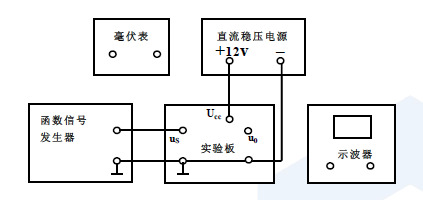 毫伏表
直流稳压电源
+12V －
函数信号
发生器
Ucc
uS
u0
实验板
示波器